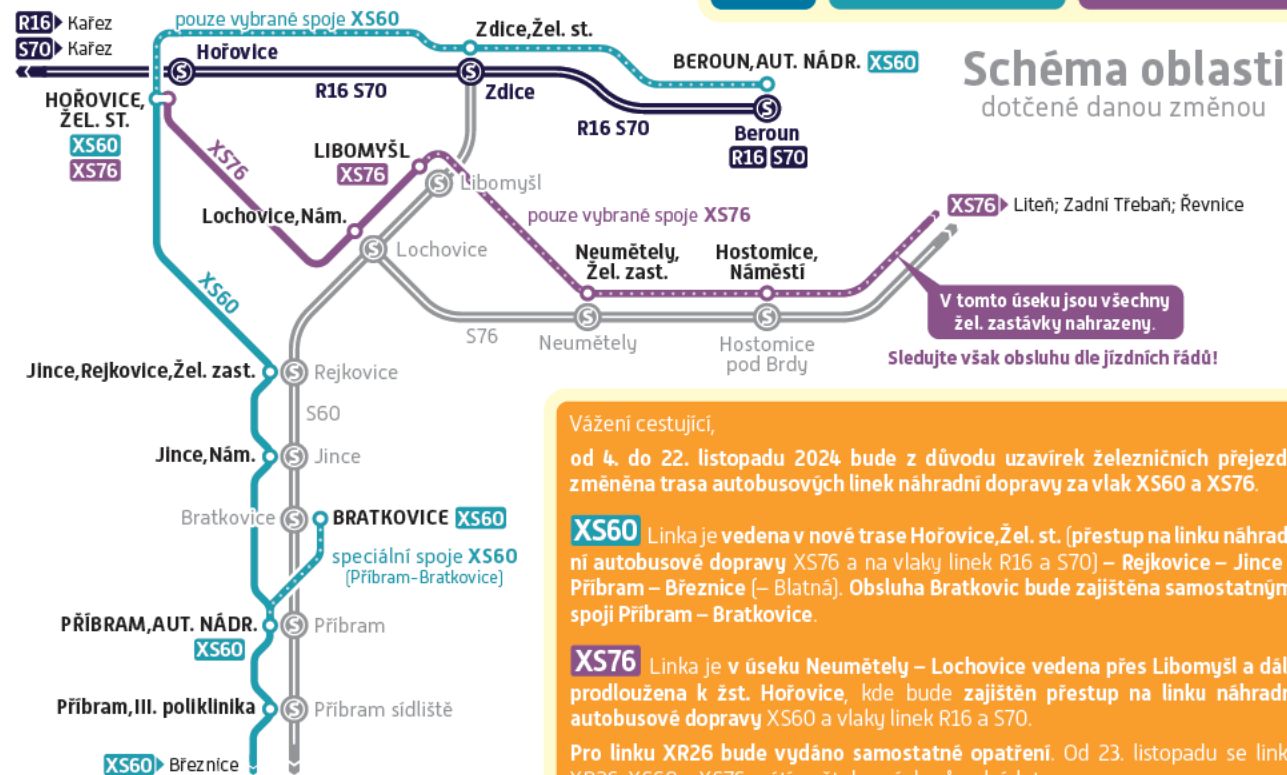 R16 Kařez
S70 Kařez
pouze vybrané spoje XS60
Zdice,Žel. st.
Hořovice
BEROUN,AUT. NÁDR. XS60
Schéma oblasti
dotčené danou změnou
R16 S70
Zdice
HOŘOVICE,
ŽEL. ST.
XS60
XS76
R16 S70
Beroun
R16 S70
XS76
LIBOMYŠL
XS76
Libomyšl
Lochovice,Nám.
pouze vybrané spoje XS76
XS76 Liteň; Zadní Třebaň; Řevnice
Lochovice
Neumětely,
Žel. zast.
Hostomice,
Náměstí
XS60
V tomto úseku jsou všechny
žel. zastávky nahrazeny.
S76
Neumětely
Hostomice
pod Brdy
Sledujte však obsluhu dle jízdních řádů!
Jince,Rejkovice,Žel. zast.
Rejkovice
S60
Jince,Nám.
Jince
Bratkovice
BRATKOVICE XS60
speciální spoje XS60
(Příbram-Bratkovice)
PŘÍBRAM,AUT. NÁDR.
XS60
Příbram
Příbram,III. poliklinika
Příbram sídliště
XS60 Březnice
Vážení cestující,
od 4. do 22. listopadu 2024 bude z důvodu uzavírek železničních přejezd
změněna trasa autobusových linek náhradní dopravy za vlak XS60 a XS76.
XS60 Linka je vedena v nové trase Hořovice,Žel. st. (přestup na linku náhrad
ní autobusové dopravy XS76 a na vlaky linek R16 a S70) – Rejkovice – Jince
Příbram – Březnice (– Blatná). Obsluha Bratkovic bude zajištěna samostatným
spoji Příbram – Bratkovice.
XS76 Linka je v úseku Neumětely – Lochovice vedena přes Libomyšl a dál
prodloužena k žst. Hořovice, kde bude zajištěn přestup na linku náhradn
autobusové dopravy XS60 a vlaky linek R16 a S70.
Pro linku XR26 bude vydáno samostatné opatření. Od 23. listopadu se link